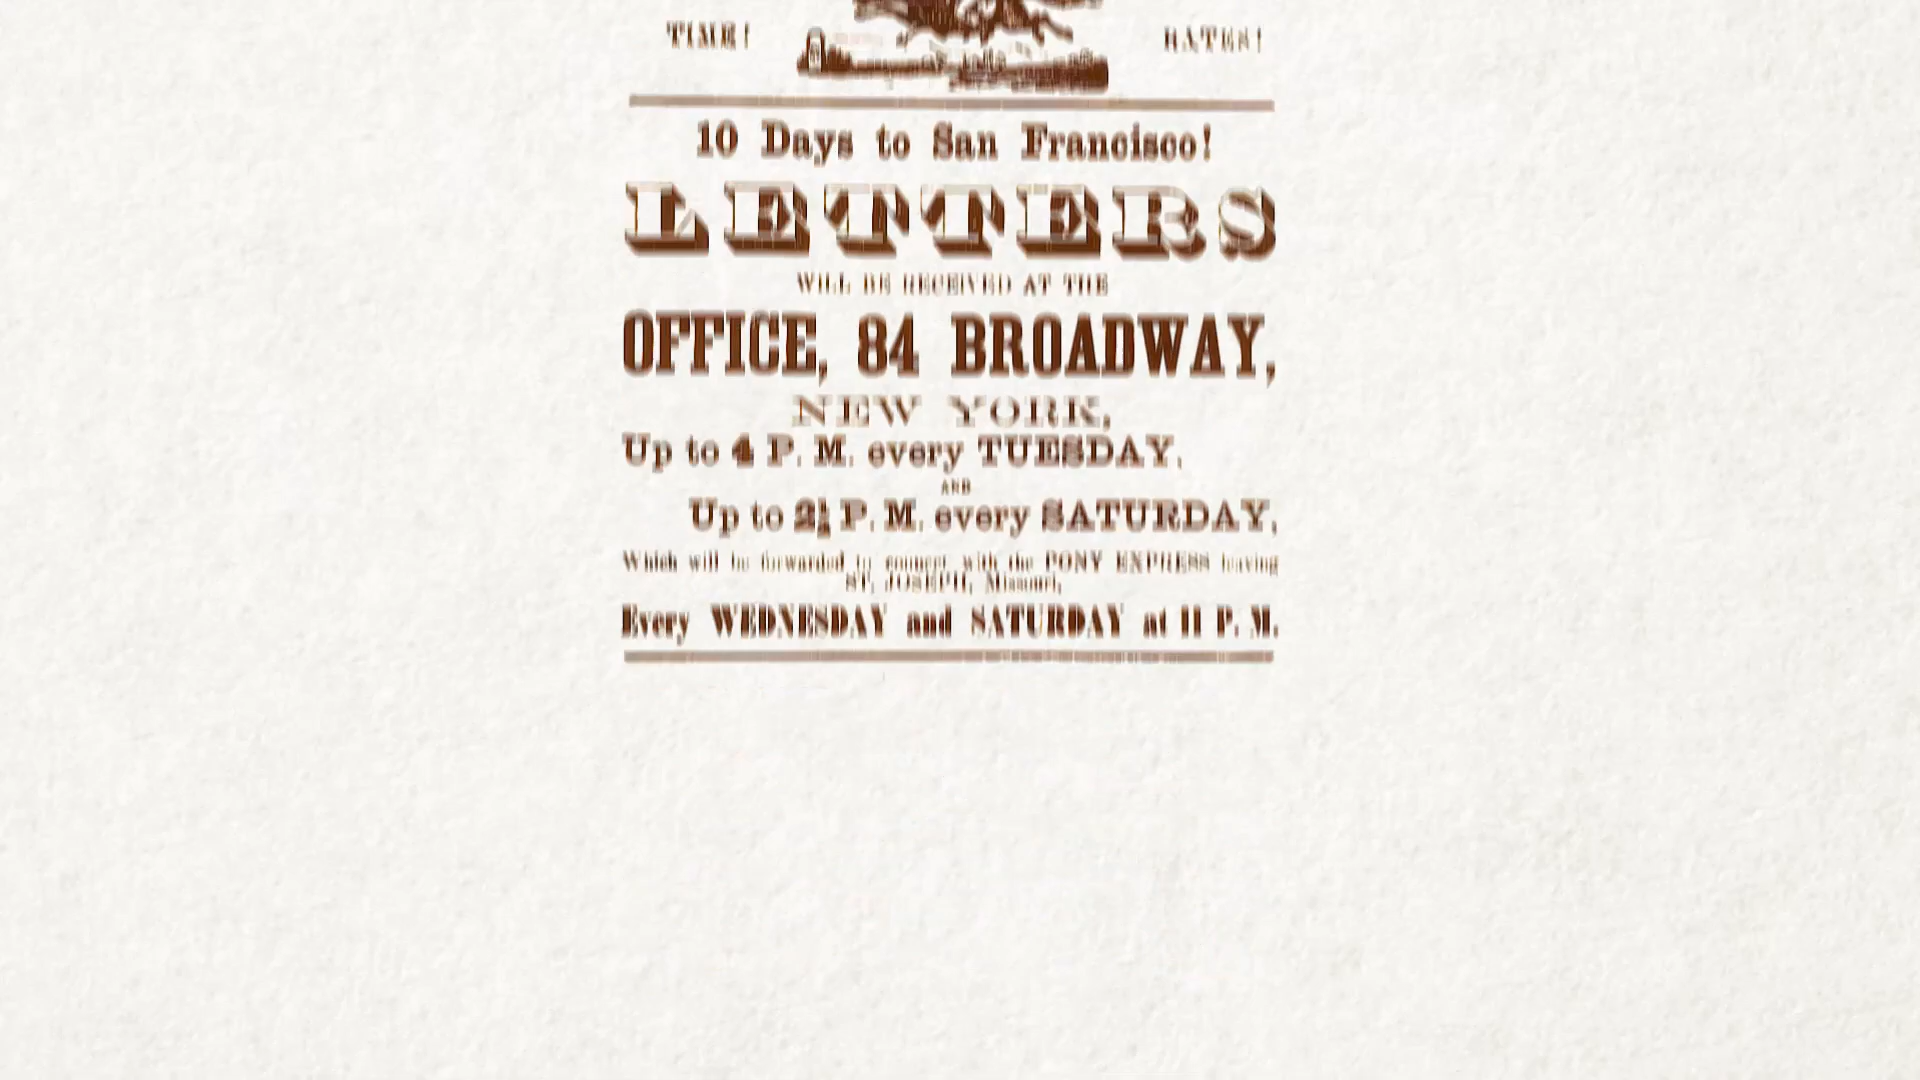 TIME! RATES!
10 Days to San Francisco!
LETTERS
WILL BE RECEIVED AT THE
OFFICE, 84 BROADWAY,
NEW YORK,
Up to 4 P. M. every TUESDAY,
AND
Up to 2½ P. M. every SATURDAY,
Which will be forwarded to connect with the PONY EXPRESS leaving
ST. JOSEPH, Missouri,
Every WEDNESDAY and SATURDAY at 11 P. M.